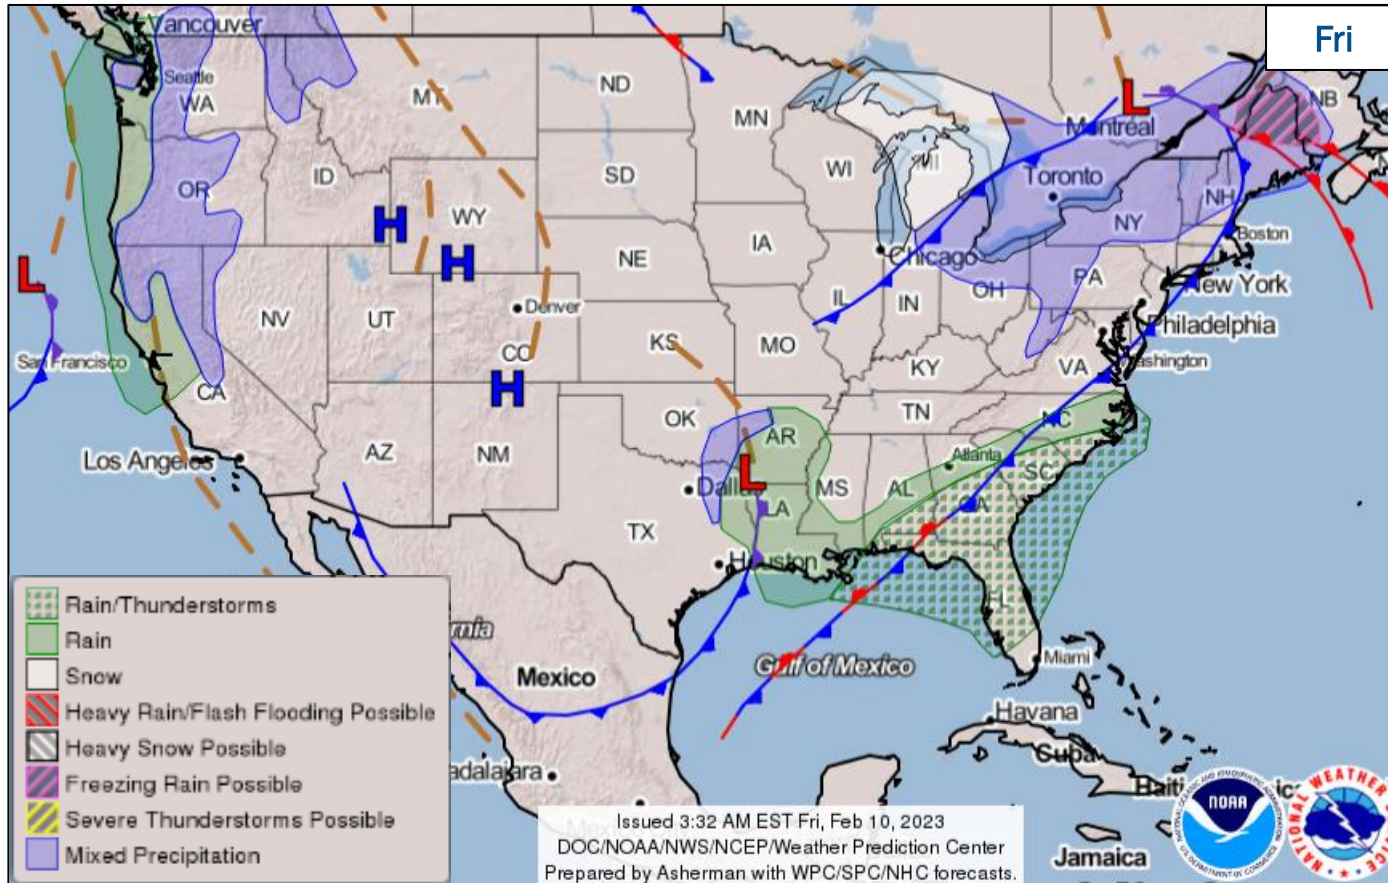 Fri
Vancouver
Seattle
WA
MT
ND
MN
Montreal
NB
OR
ID
WY
SD
WI
MI
Toronto
NH
NY
Boston
L
H
H
L
NE
IA
Chicago
PA
New York
NV
UT
Denver
IL
IN
OH
Philadelphia
San Francisco
CO
KS
MO
KY
VA
Washington
CA
H
OK
AR
TN
NC
Los Angeles
AZ
NM
Dallas
L
MS
AL
Atlanta
SC
TX
LA
GA
Houston
FL
Mexico
Gulf of Mexico
Miami
Havana
Cuba
Jamaica
Rain/Thunderstorms
Rain
Snow
Heavy Rain/Flash Flooding Possible
Heavy Snow Possible
Freezing Rain Possible
Severe Thunderstorms Possible
Mixed Precipitation
Issued 3:32 AM EST Fri, Feb 10, 2023
DOC/NOAA/NWS/NCEP/Weather Prediction Center
Prepared by Asherman with WPC/SPC/NHC forecasts.
NOAA